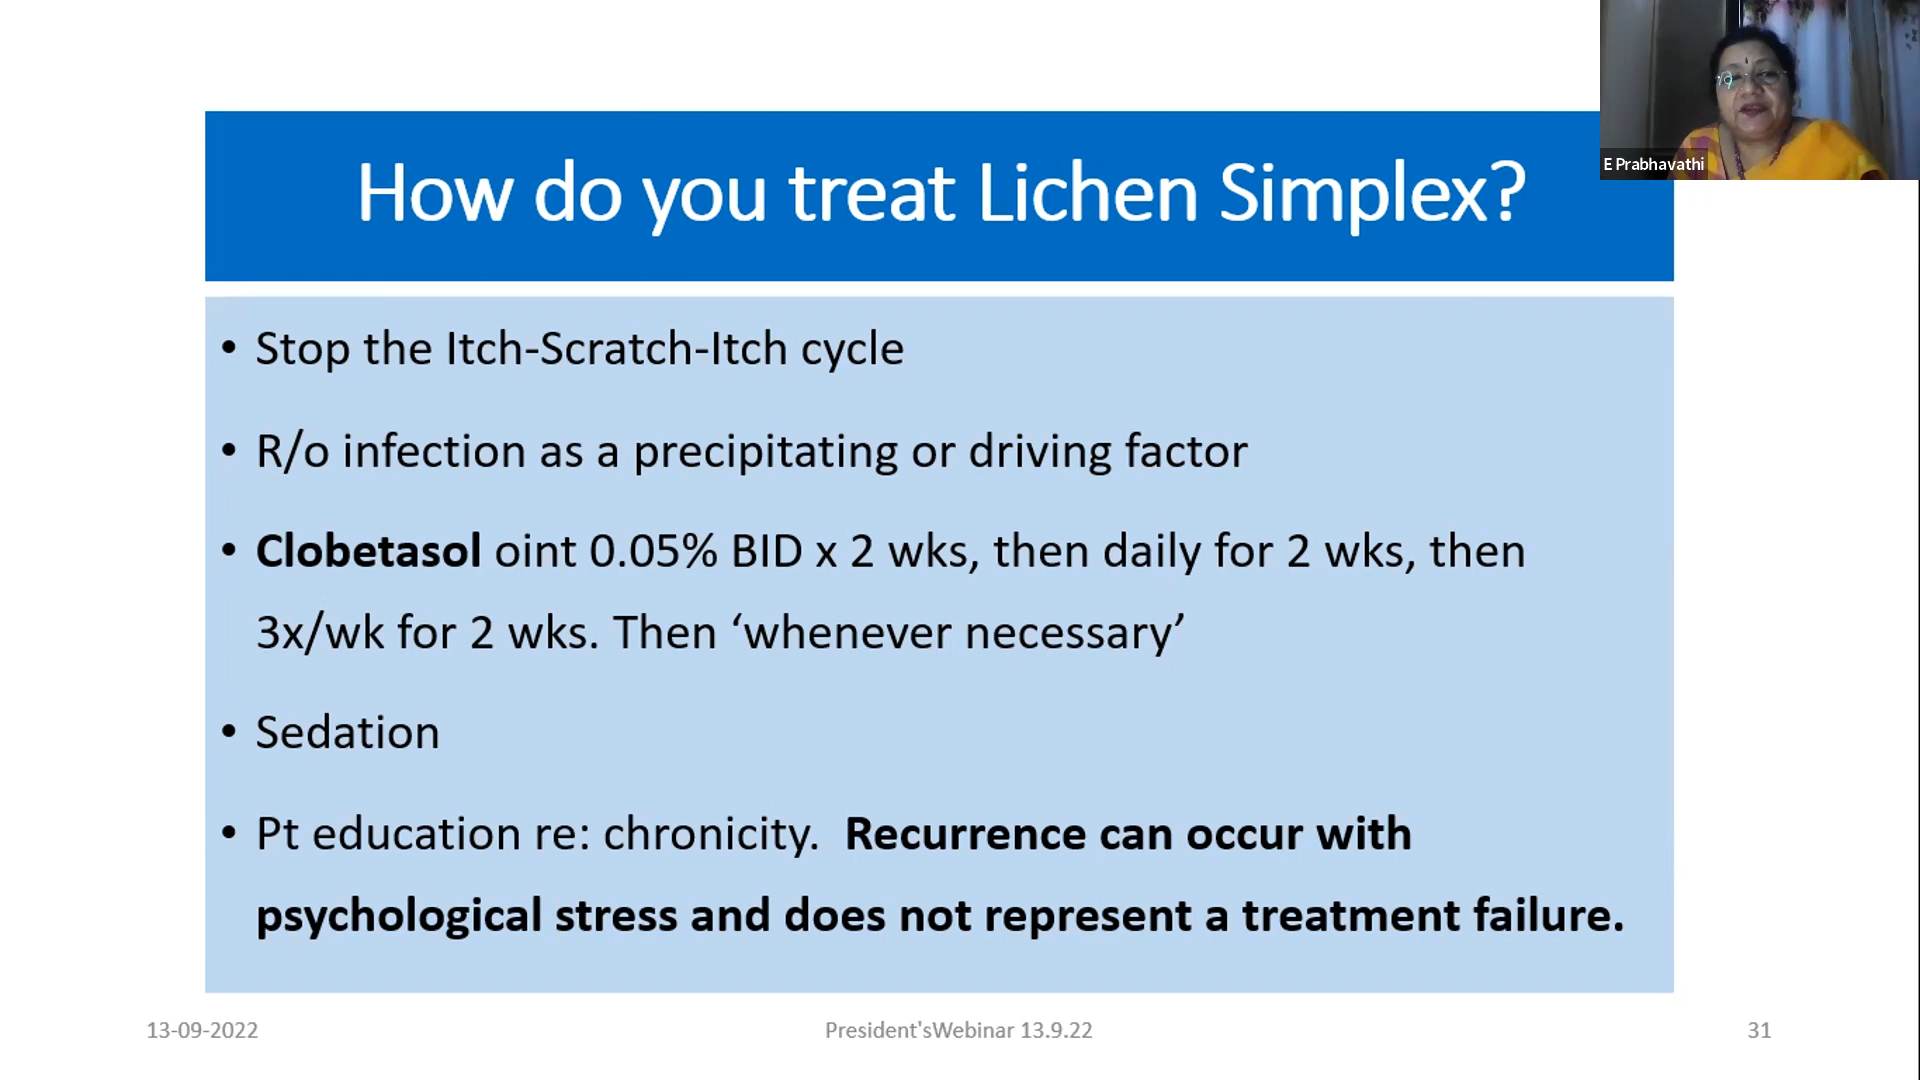 E Prabhavathi
How do you treat Lichen Simplex?
• Stop the Itch-Scratch-Itch cycle
• R/o infection as a precipitating or driving factor
• Clobetasol oint 0.05% BID x 2 wks, then daily for 2 wks, then
3x/wk for 2 wks. Then ‘whenever necessary’
• Sedation
• Pt education re: chronicity.  Recurrence can occur with
psychological stress and does not represent a treatment failure.
13-09-2022
President'sWebinar 13.9.22
31